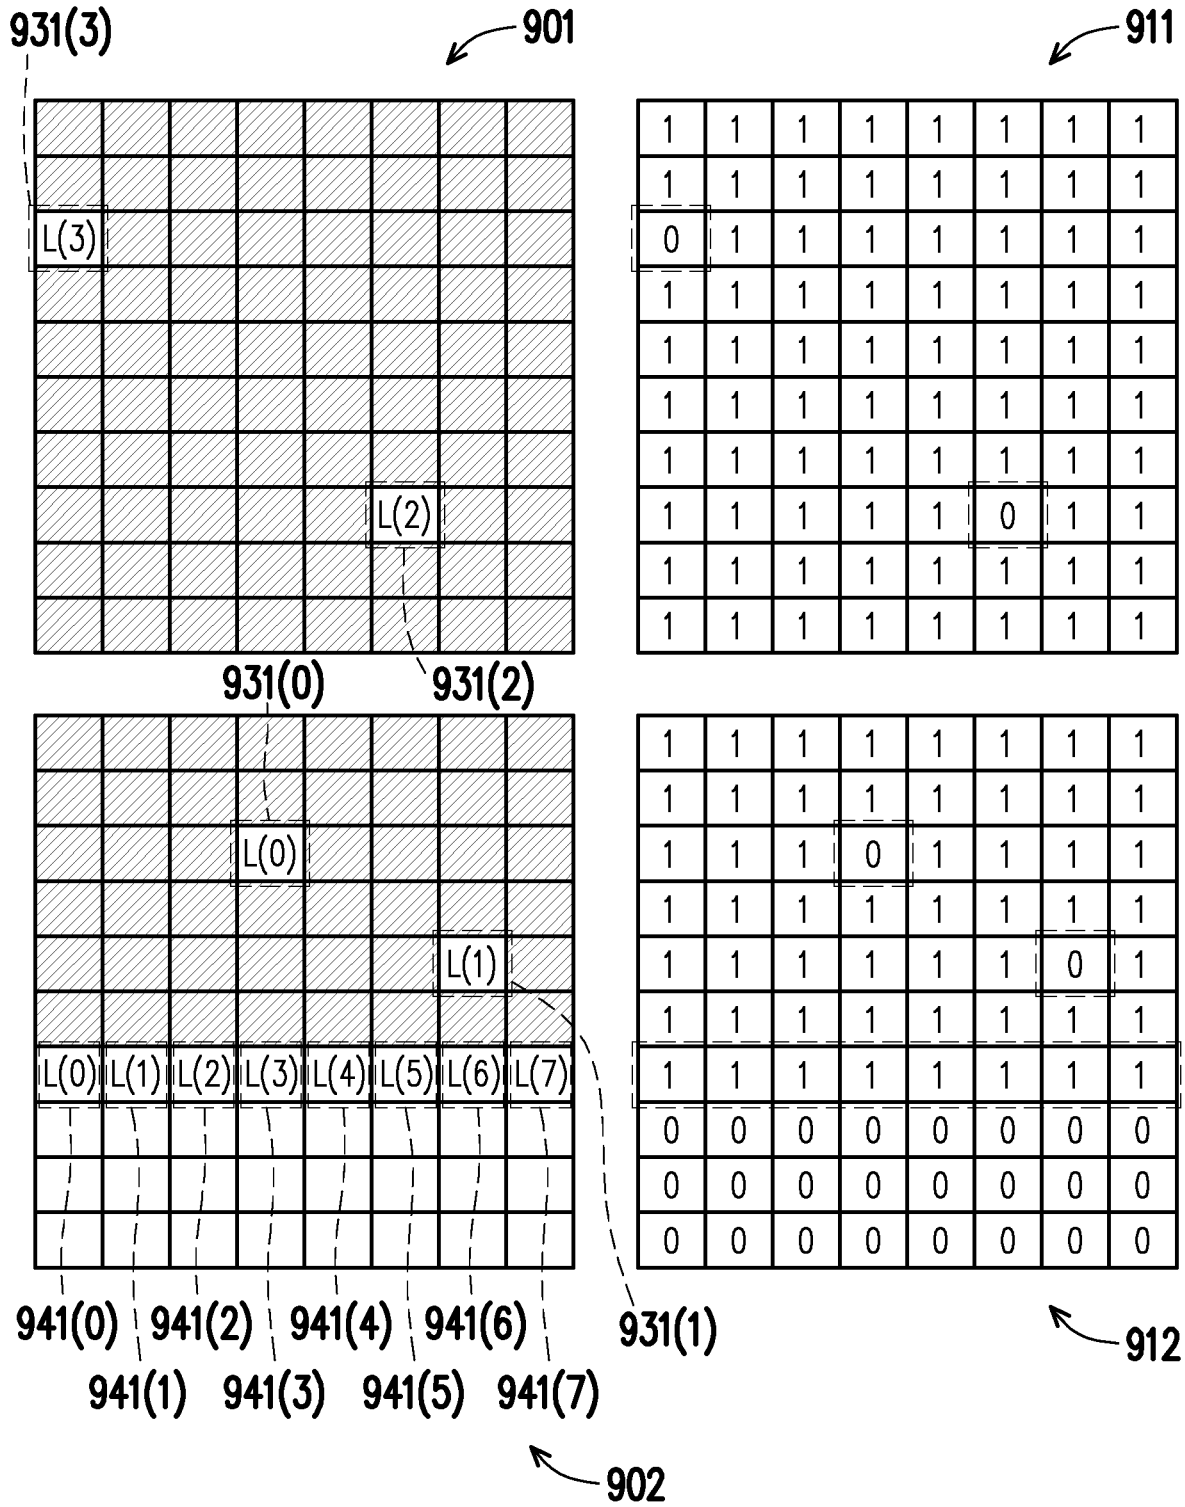 931(3)
901
911
1 1 1 1 1 1 1 1
1 1 1 1 1 1 1 1
L(3)
0 1 1 1 1 1 1 1
1 1 1 1 1 1 1 1
1 1 1 1 1 1 1 1
1 1 1 1 1 1 1 1
1 1 1 1 1 1 1 1
L(2)
1 1 1 1 1 0 1 1
1 1 1 1 1 1 1 1
1 1 1 1 1 1 1 1
931(0)
931(2)
1 1 1 1 1 1 1 1
1 1 1 1 1 1 1 1
L(0)
1 1 1 0 1 1 1 1
1 1 1 1 1 1 1 1
L(1)
1 1 1 1 1 1 0 1
1 1 1 1 1 1 1 1
L(0) L(1) L(2) L(3) L(4) L(5) L(6) L(7)
1 1 1 1 1 1 1 1
0 0 0 0 0 0 0 0
0 0 0 0 0 0 0 0
0 0 0 0 0 0 0 0
941(0) 941(2) 941(4) 941(6)
931(1)
912
941(1) 941(3) 941(5) 941(7)
902